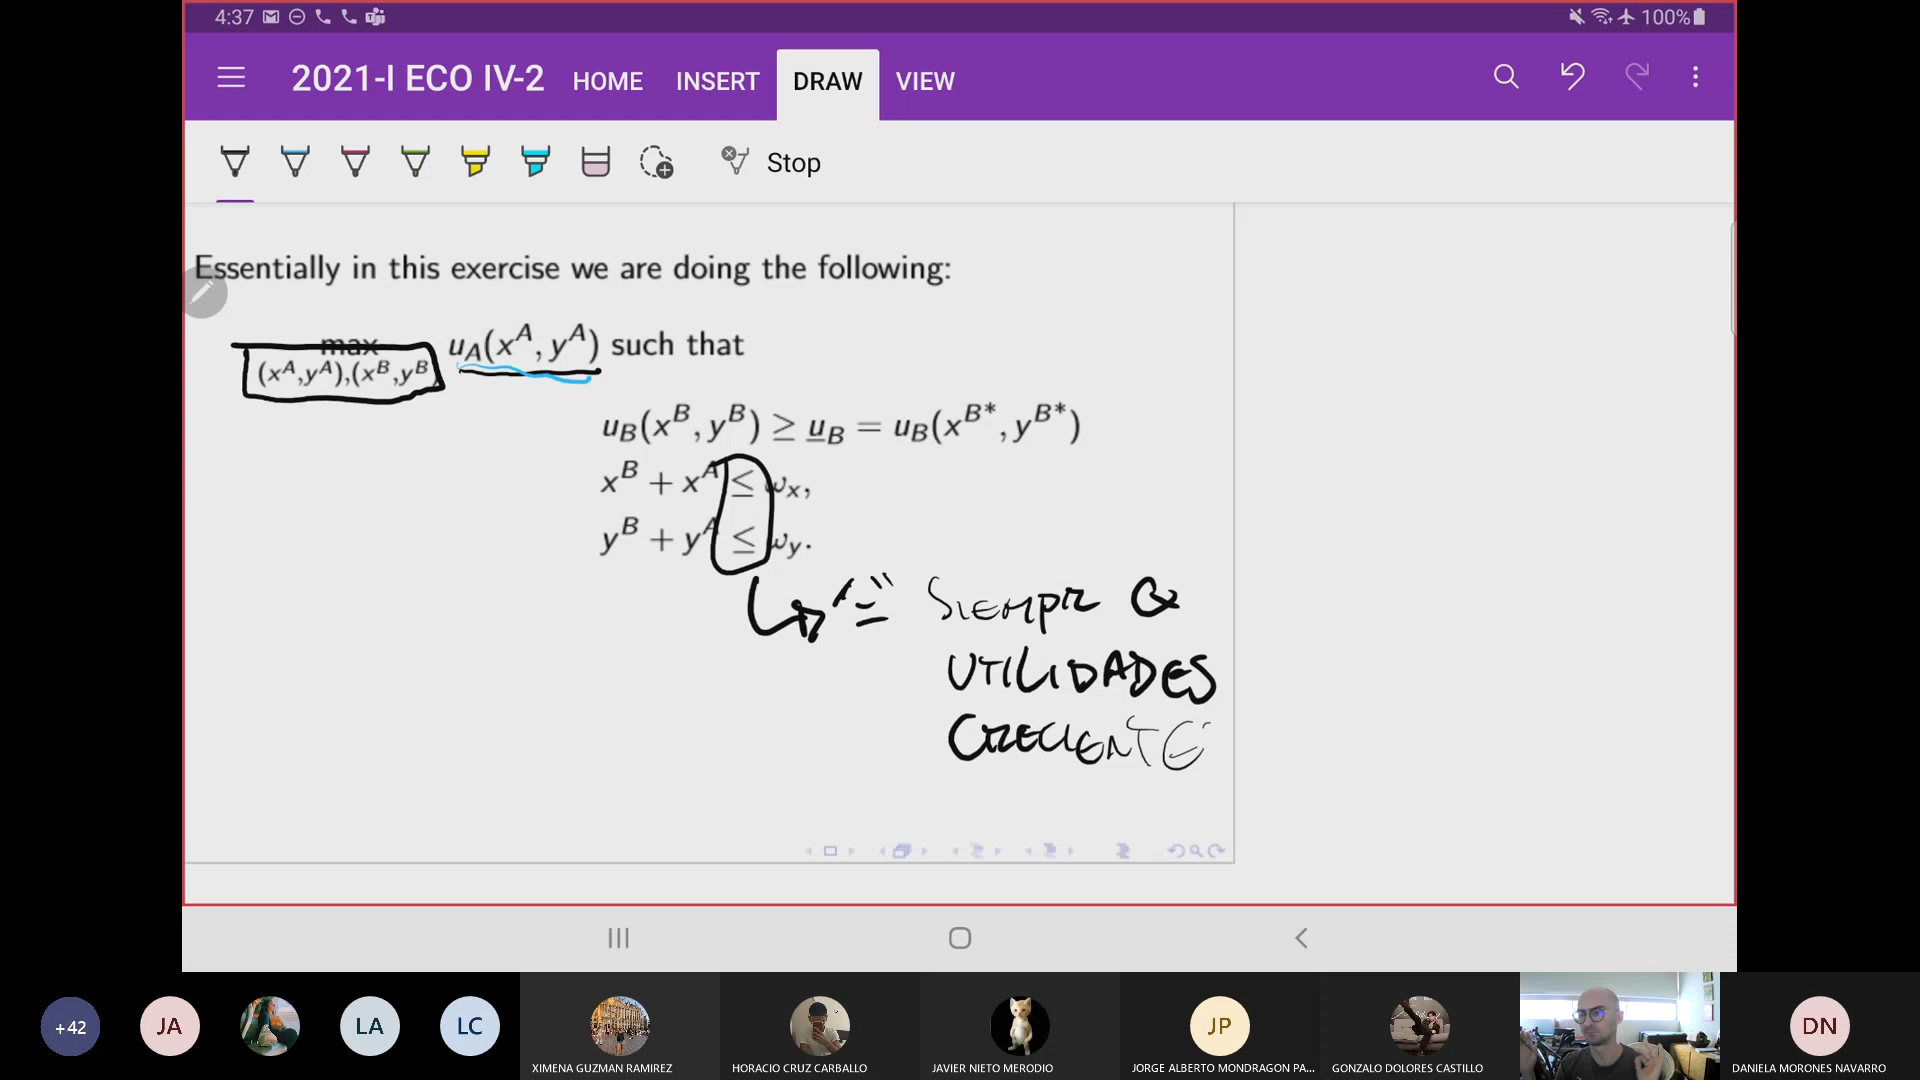 4:37 100%
2021-I ECO IV-2 HOME INSERT DRAW VIEW
Stop
Essentially in this exercise we are doing the following:
max u_A(x^A, y^A) such that
(x^A,y^A),(x^B,y^B
u_B(x^B, y^B) ≥ u_B = u_B(x^{B*}, y^{B*})
x^B + x^A ≤ ω_x,
y^B + y^A ≤ ω_y.
"=" SIEMPR Q
UTILIDADES
CRECIENTE
+42 JA LA LC JP DN
XIMENA GUZMAN RAMIREZ HORACIO CRUZ CARBALLO JAVIER NIETO MERODIO JORGE ALBERTO MONDRAGON PA... GONZALO DOLORES CASTILLO DANIELA MORONES NAVARRO